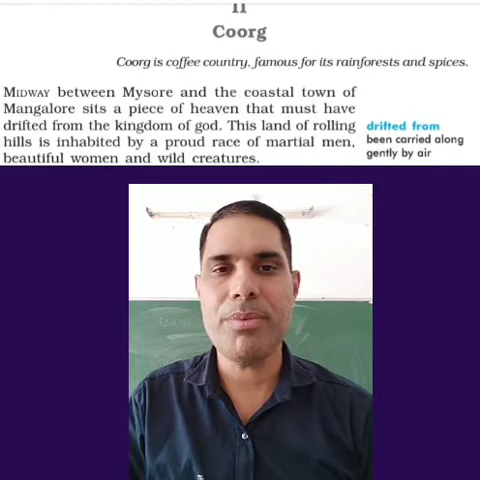 II
Coorg
Coorg is coffee country, famous for its rainforests and spices.
MIDWAY between Mysore and the coastal town of
Mangalore sits a piece of heaven that must have
drifted from the kingdom of god. This land of rolling
hills is inhabited by a proud race of martial men,
beautiful women and wild creatures.
drifted from
been carried along
gently by air